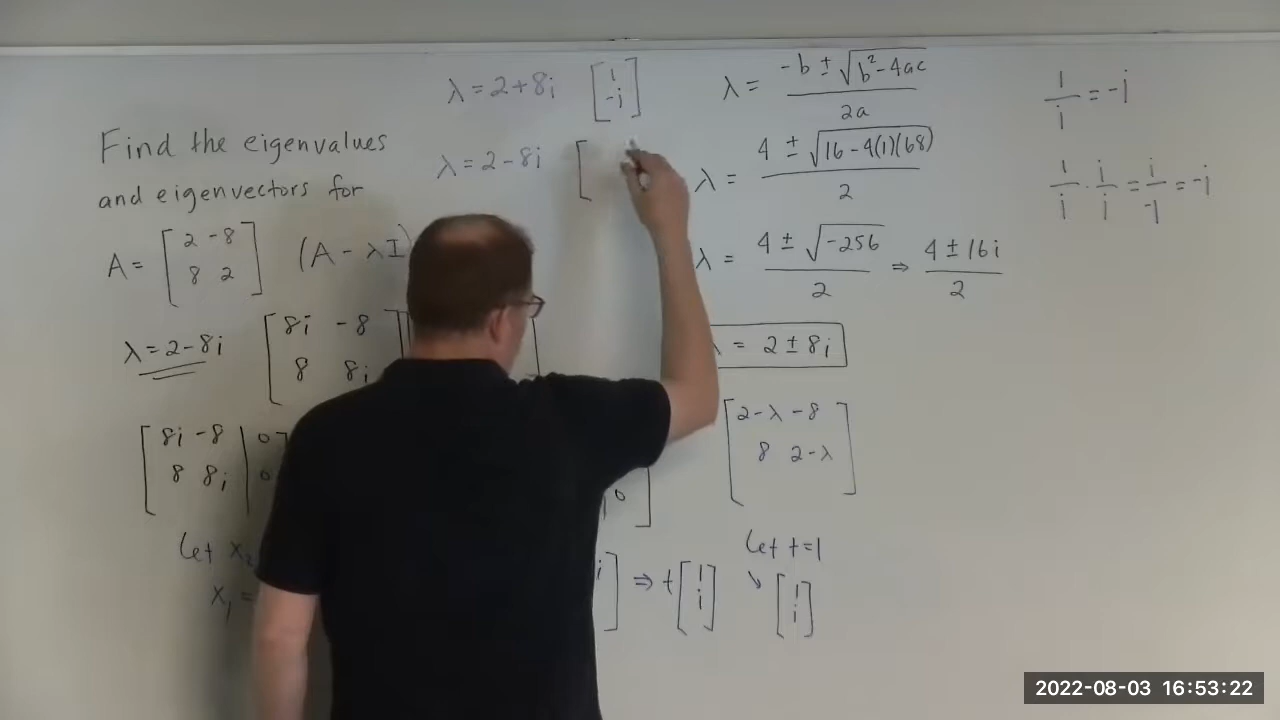 Find the eigenvalues
and eigenvectors for
A = [2 -8
8 2] (A - λI)
λ = 2-8i [8i -8
8 8i]
[8i -8 | 0
8 8i | 0
Let x₂
x₁ =
i] ⇒ t[1
i]
λ = 2+8i [1
-i]
λ = 2-8i [
λ = (-b ± √(b²-4ac))/2a
λ = (4 ± √(16-4(1)(68)))/2
λ = (4 ± √-256)/2 ⇒ (4 ± 16i)/2
= 2 ± 8i
[2-λ -8
8 2-λ]
Let t=1
↘ [1
i]
1/i = -i
1/i · i/i = i/-1 = -i
2022-08-03 16:53:22